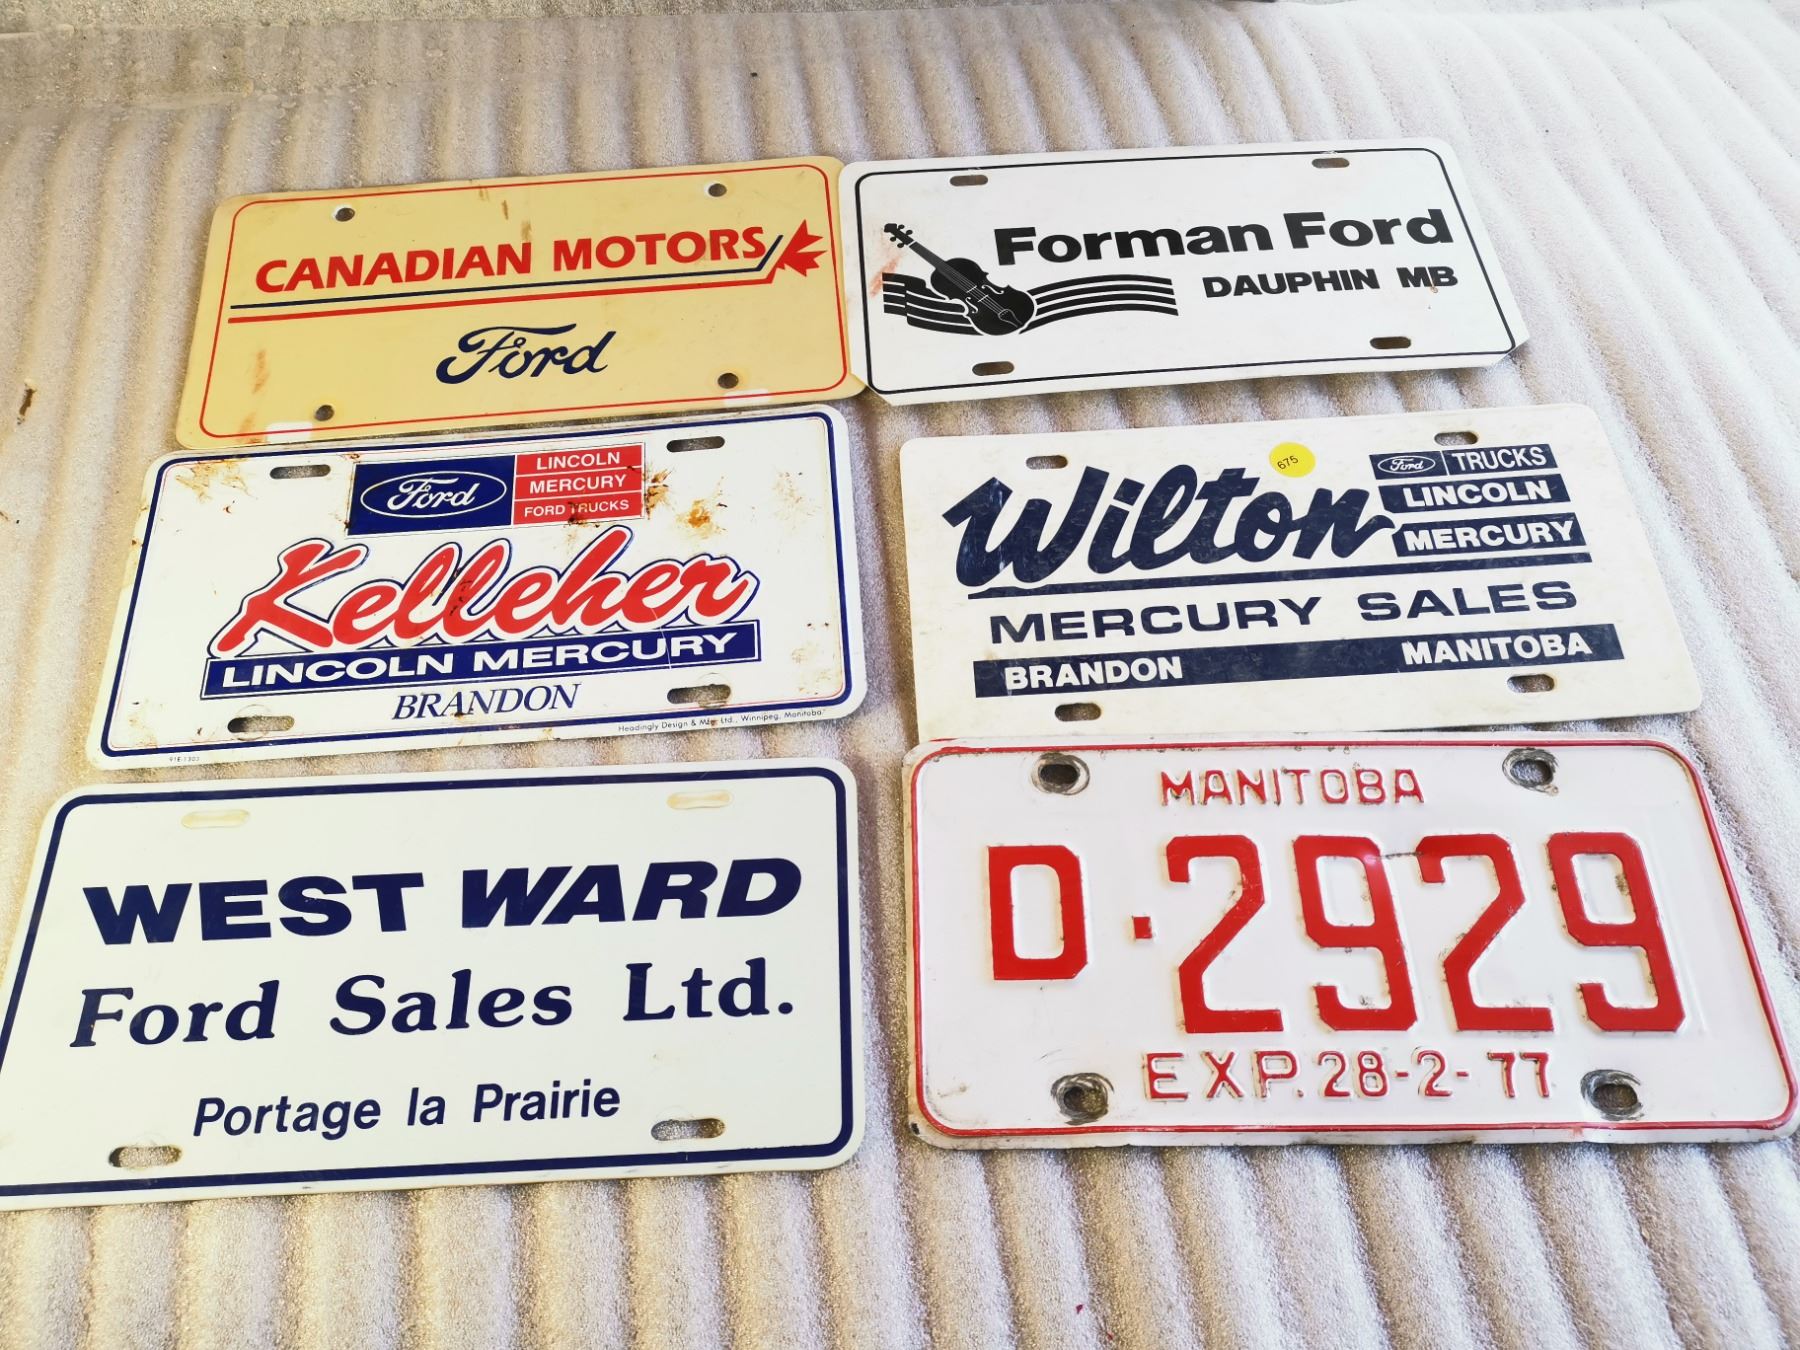 CANADIAN MOTORS
Ford
Forman Ford
DAUPHIN MB
Ford
LINCOLN
MERCURY
FORD TRUCKS
Kelleher
LINCOLN MERCURY
BRANDON
Headingly Design & Mfg. Ltd., Winnipeg, Manitoba.
91E-1303
675
Wilton
Ford TRUCKS
LINCOLN
MERCURY
MERCURY SALES
BRANDON MANITOBA
WEST WARD
Ford Sales Ltd.
Portage la Prairie
MANITOBA
D·2929
EXP. 28-2-77